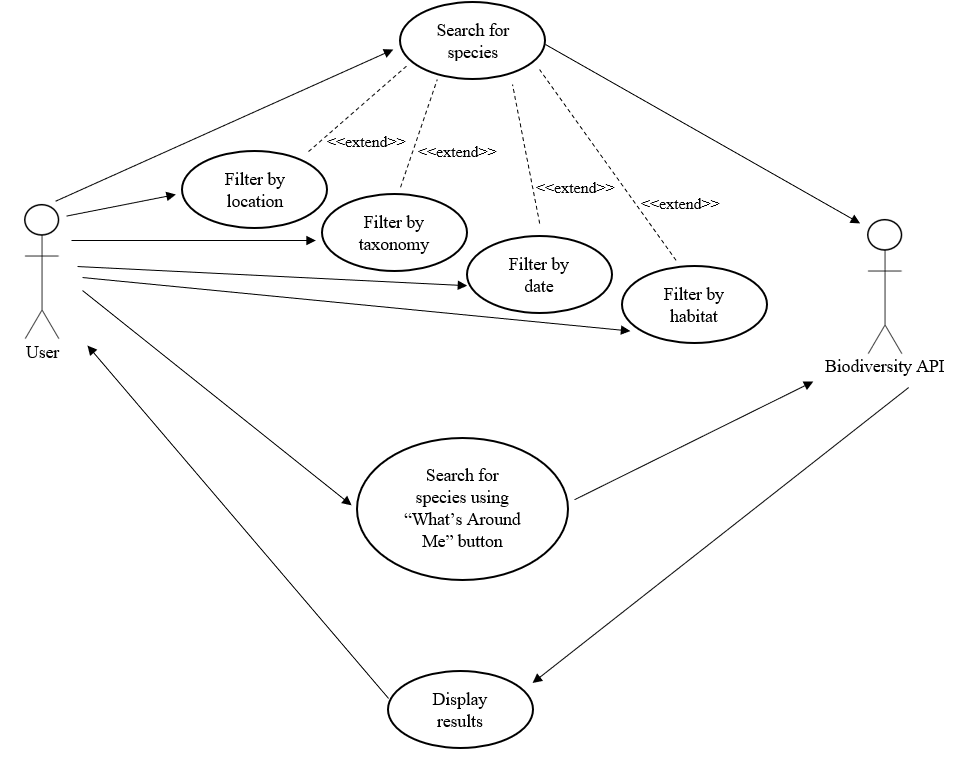 Search for
species
<<extend>>
<<extend>>
Filter by
location
<<extend>>
<<extend>>
Filter by
taxonomy
Filter by
date
Filter by
habitat
User
Biodiversity API
Search for
species using
“What’s Around
Me” button
Display
results